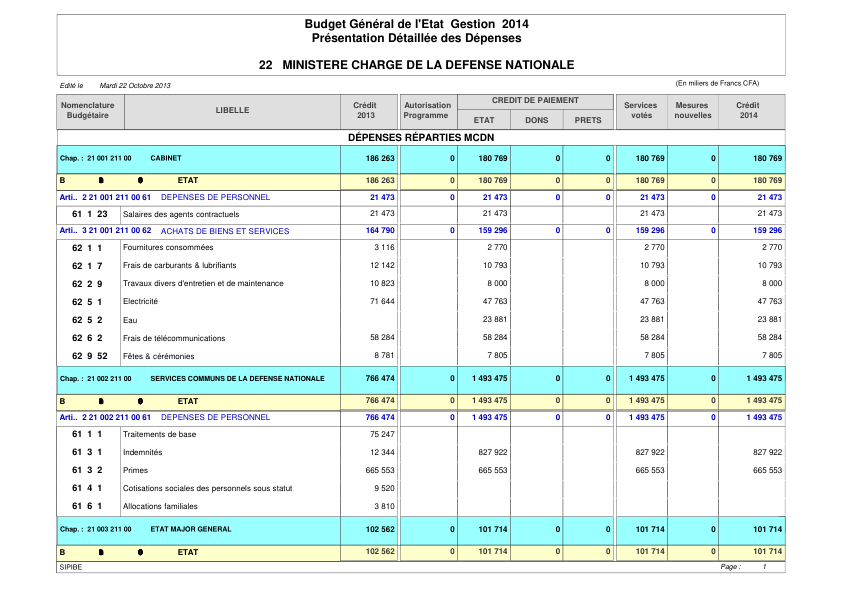 Budget Général de l'Etat Gestion 2014
Présentation Détaillée des Dépenses
22 MINISTERE CHARGE DE LA DEFENSE NATIONALE
Edité le Mardi 22 Octobre 2013 (En miliers de Francs CFA)
Nomenclature Budgétaire LIBELLE Crédit 2013 Autorisation Programme CREDIT DE PAIEMENT ETAT DONS PRETS Services votés Mesures nouvelles Crédit 2014
DÉPENSES RÉPARTIES MCDN
Chap. : 21 001 211 00 CABINET 186 263 0 180 769 0 0 180 769 0 180 769
B ETAT 186 263 0 180 769 0 0 180 769 0 180 769
Arti.. 2 21 001 211 00 61 DEPENSES DE PERSONNEL 21 473 0 21 473 0 0 21 473 0 21 473
61 1 23 Salaires des agents contractuels 21 473 21 473 21 473 21 473
Arti.. 3 21 001 211 00 62 ACHATS DE BIENS ET SERVICES 164 790 0 159 296 0 0 159 296 0 159 296
62 1 1 Fournitures consommées 3 116 2 770 2 770 2 770
62 1 7 Frais de carburants & lubrifiants 12 142 10 793 10 793 10 793
62 2 9 Travaux divers d'entretien et de maintenance 10 823 8 000 8 000 8 000
62 5 1 Electricité 71 644 47 763 47 763 47 763
62 5 2 Eau 23 881 23 881 23 881
62 6 2 Frais de télécommunications 58 284 58 284 58 284 58 284
62 9 52 Fêtes & cérémonies 8 781 7 805 7 805 7 805
Chap. : 21 002 211 00 SERVICES COMMUNS DE LA DEFENSE NATIONALE 766 474 0 1 493 475 0 0 1 493 475 0 1 493 475
B ETAT 766 474 0 1 493 475 0 0 1 493 475 0 1 493 475
Arti.. 2 21 002 211 00 61 DEPENSES DE PERSONNEL 766 474 0 1 493 475 0 0 1 493 475 0 1 493 475
61 1 1 Traitements de base 75 247
61 3 1 Indemnités 12 344 827 922 827 922 827 922
61 3 2 Primes 665 553 665 553 665 553 665 553
61 4 1 Cotisations sociales des personnels sous statut 9 520
61 6 1 Allocations familiales 3 810
Chap. : 21 003 211 00 ETAT MAJOR GENERAL 102 562 0 101 714 0 0 101 714 0 101 714
B ETAT 102 562 0 101 714 0 0 101 714 0 101 714
SIPIBE Page : 1